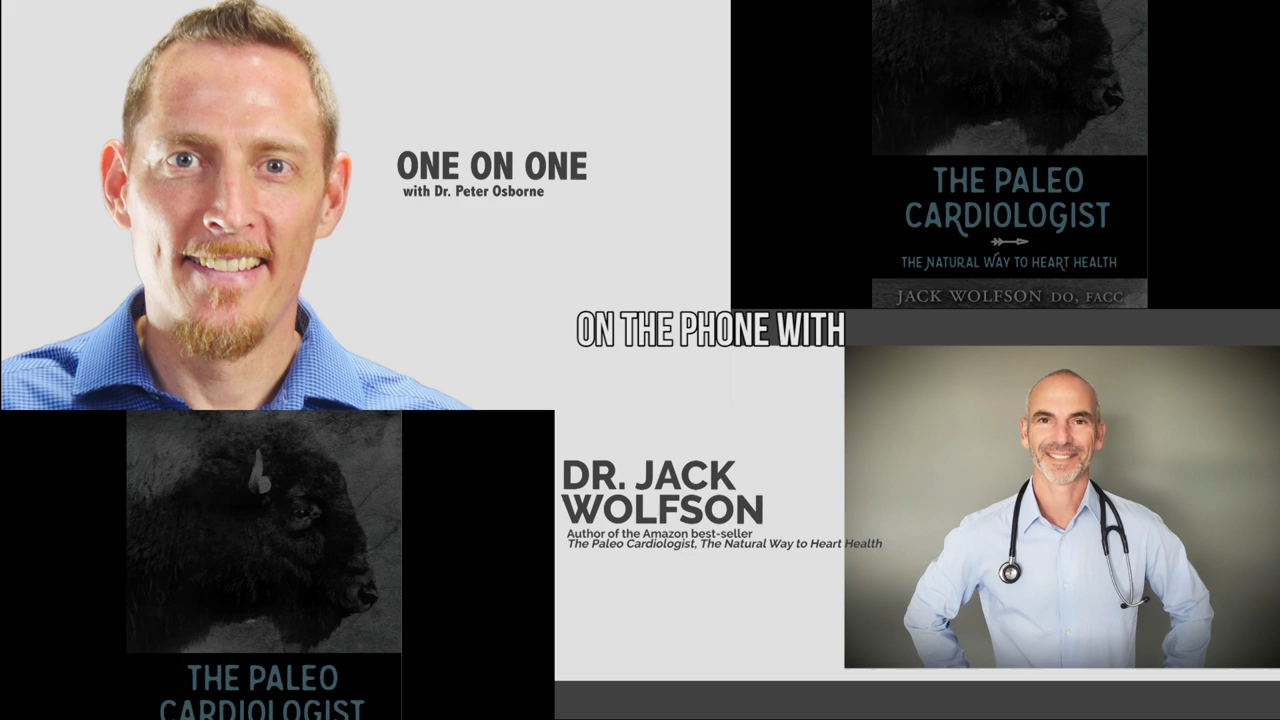 ONE ON ONE
with Dr. Peter Osborne
THE PALEO
CARDIOLOGIST
THE NATURAL WAY TO HEART HEALTH
JACK WOLFSON DO, FACC
ON THE PHONE WITH
DR. JACK
WOLFSON
Author of the Amazon best-seller
The Paleo Cardiologist, The Natural Way to Heart Health
THE PALEO
CARDIOLOGIST